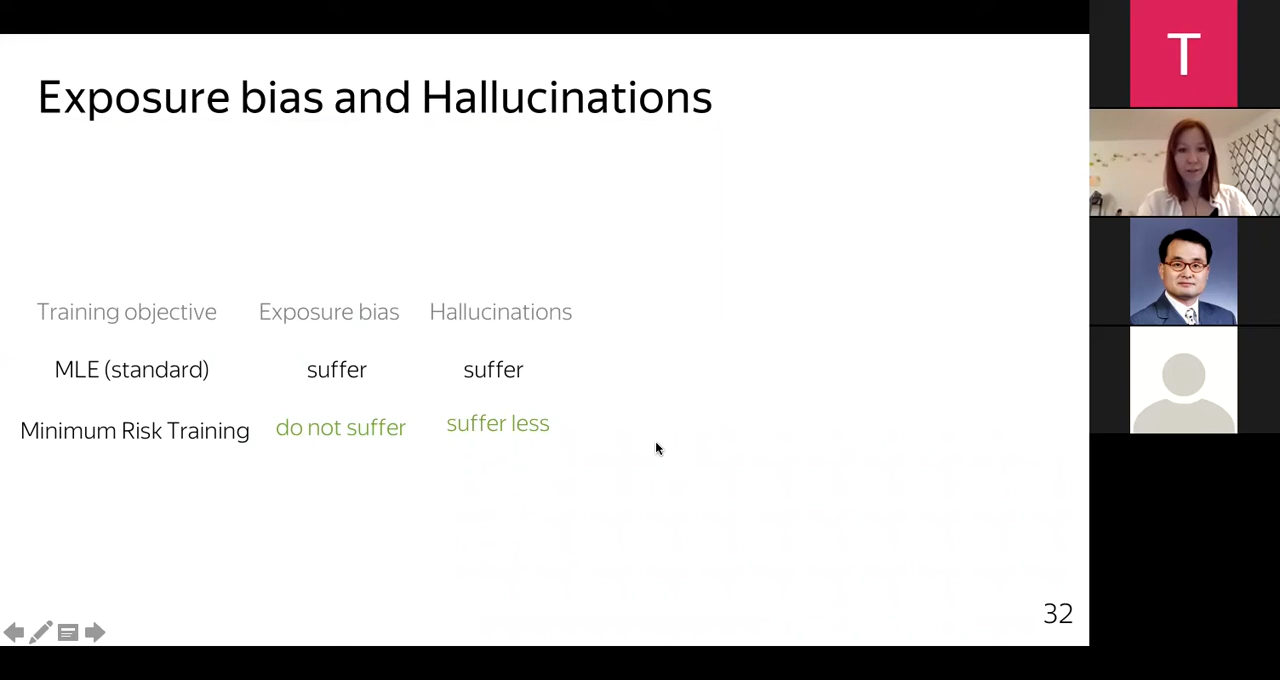 Exposure bias and Hallucinations
Training objective Exposure bias Hallucinations
MLE (standard) suffer suffer
Minimum Risk Training do not suffer suffer less
32
T